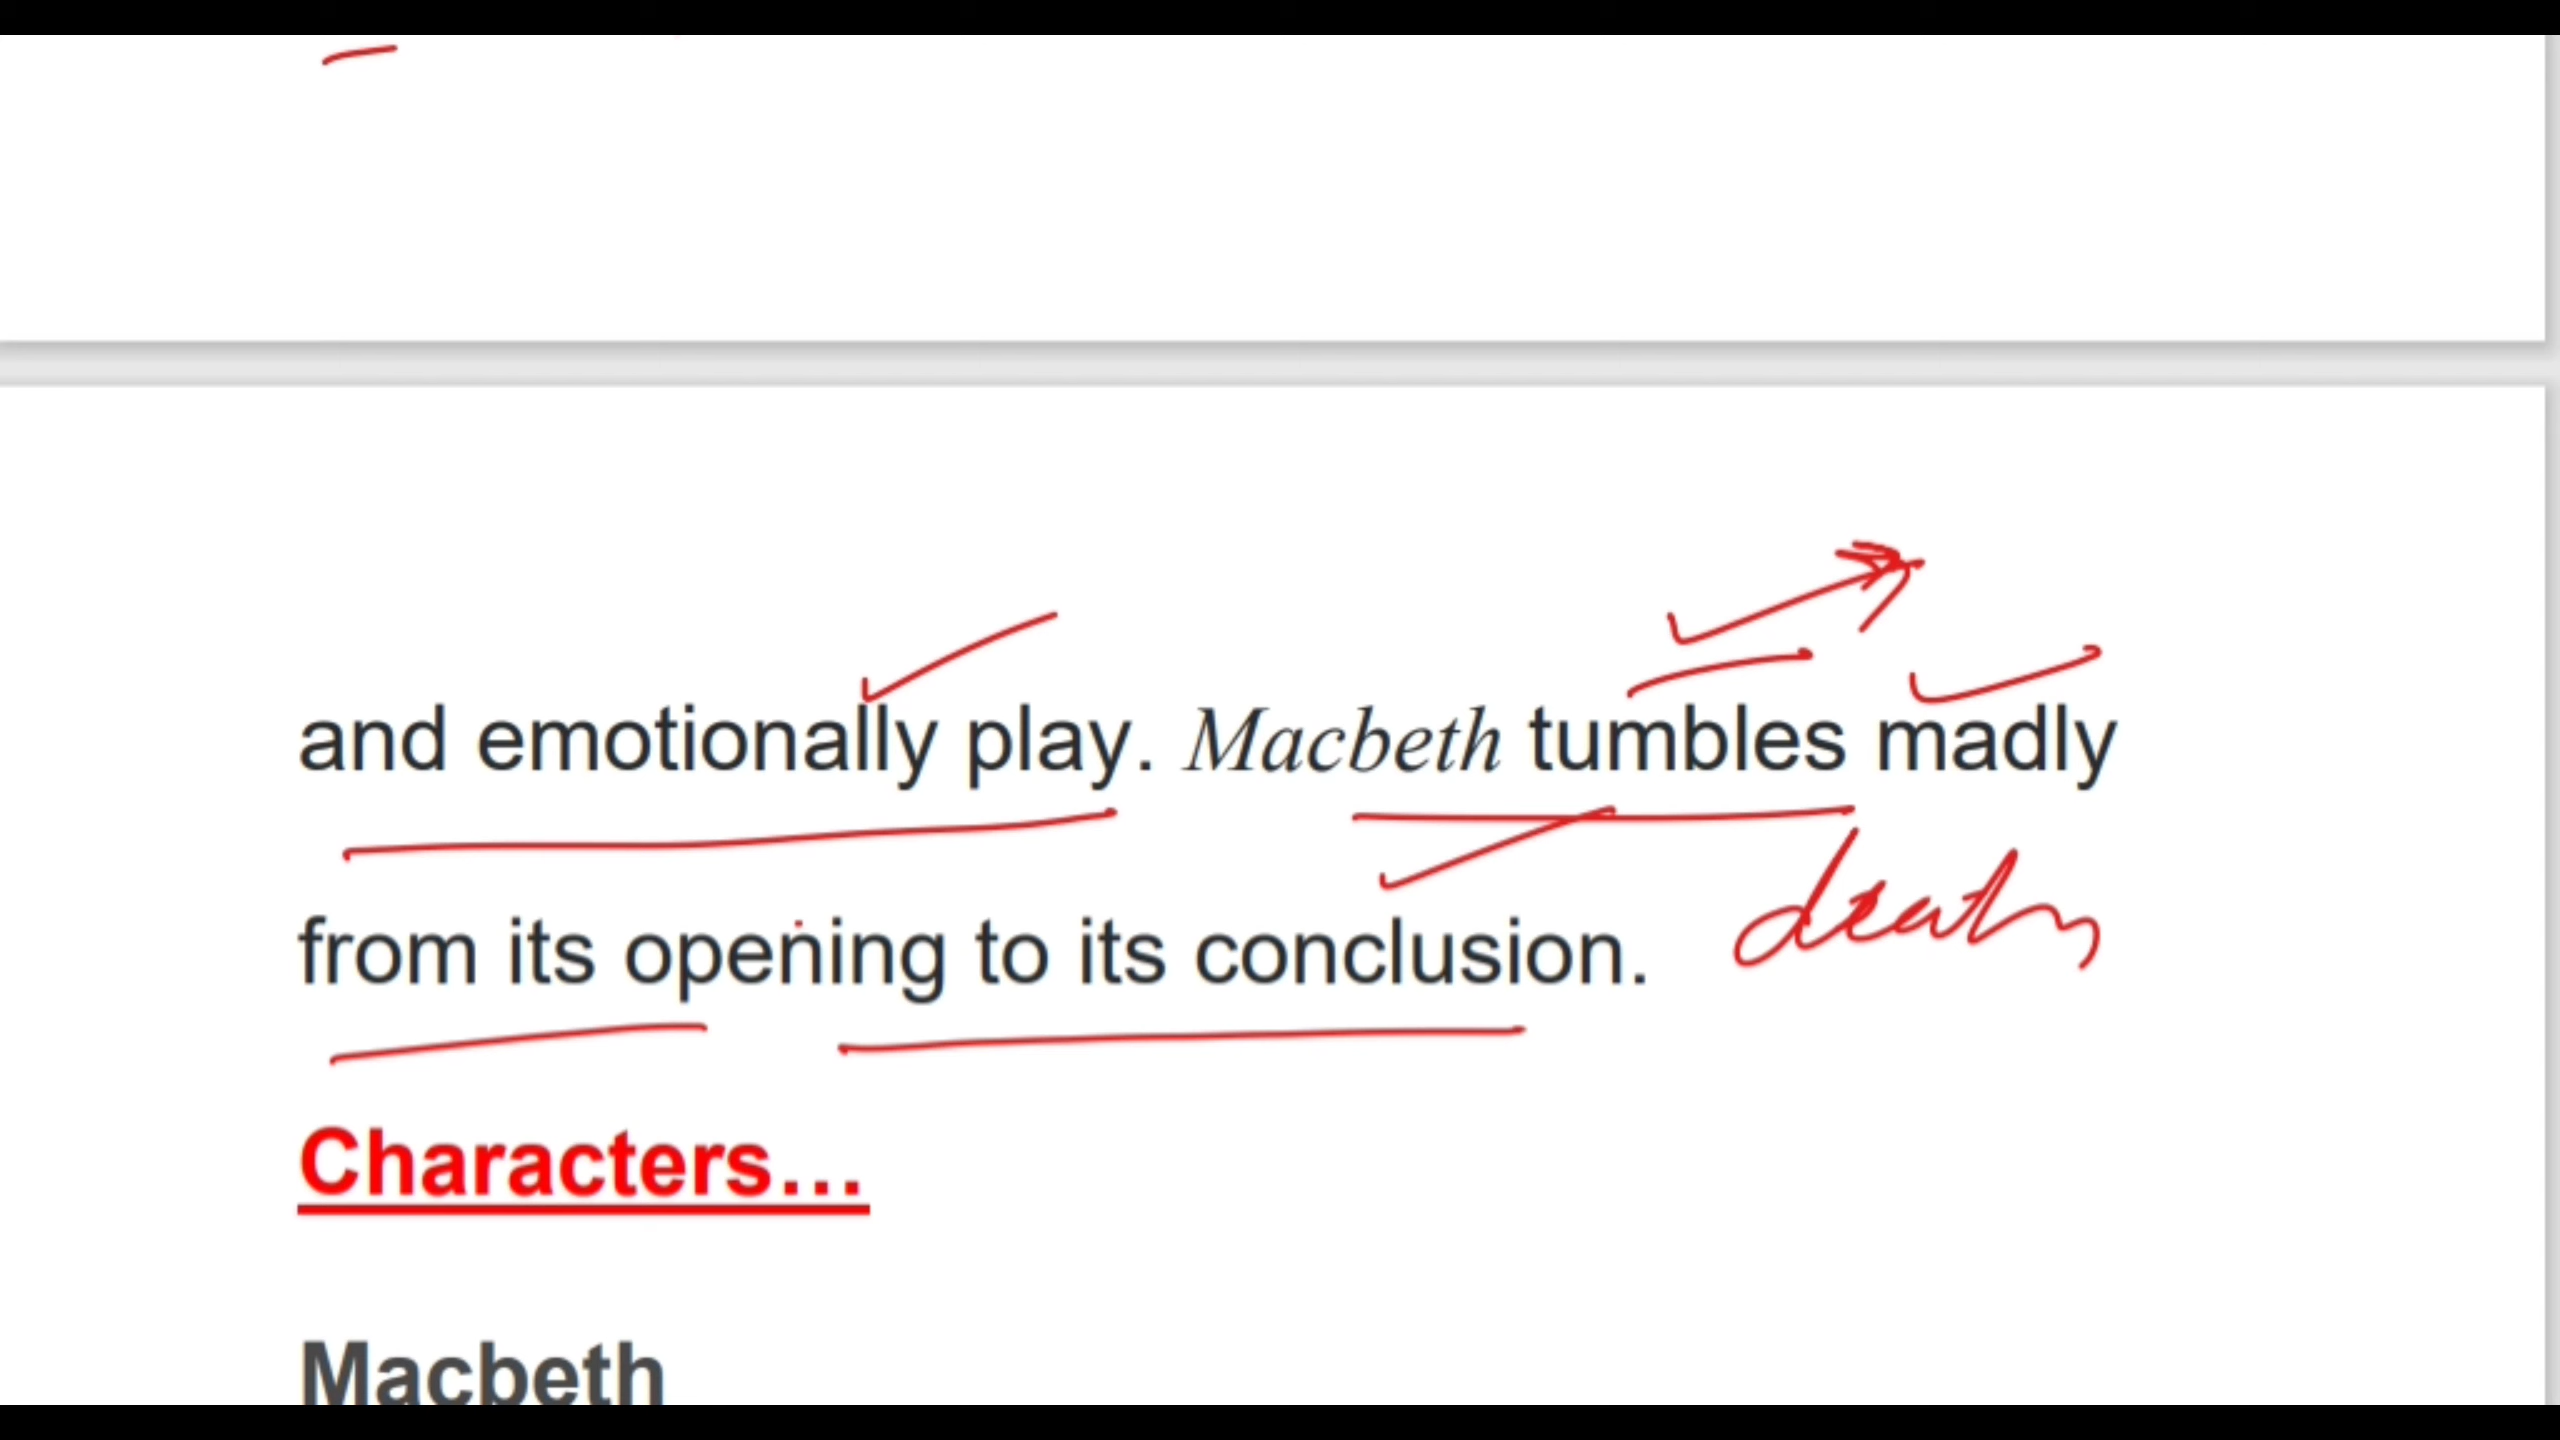 and emotionally play. Macbeth tumbles madly
from its opening to its conclusion. death
Characters...
Macbeth